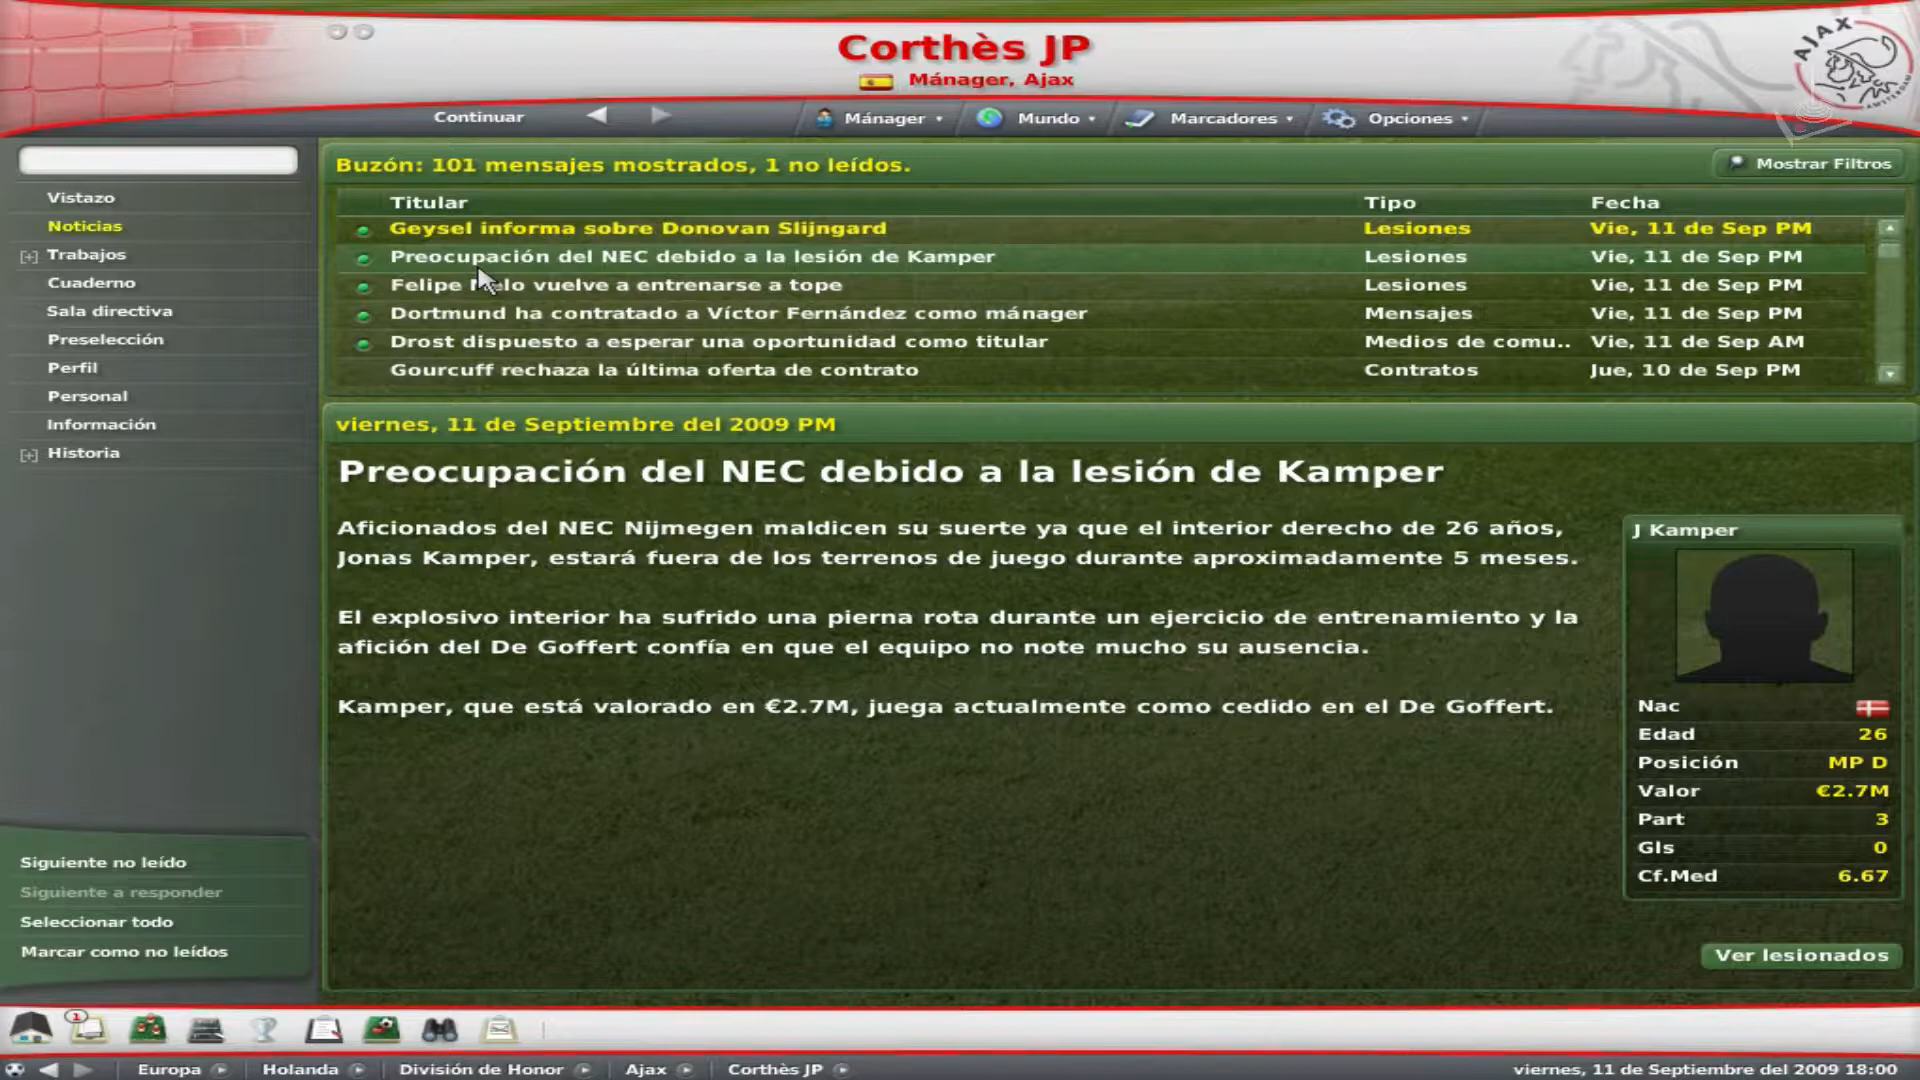 Corthès JP
Mánager, Ajax
AJAX
AMSTERDAM
Continuar
Mánager
Mundo
Marcadores
Opciones
Buzón: 101 mensajes mostrados, 1 no leídos.
Mostrar Filtros
Titular Tipo Fecha
Geysel informa sobre Donovan Slijngard Lesiones Vie, 11 de Sep PM
Preocupación del NEC debido a la lesión de Kamper Lesiones Vie, 11 de Sep PM
Felipe lo vuelve a entrenarse a tope Lesiones Vie, 11 de Sep PM
Dortmund ha contratado a Víctor Fernández como mánager Mensajes Vie, 11 de Sep PM
Drost dispuesto a esperar una oportunidad como titular Medios de comu.. Vie, 11 de Sep AM
Gourcuff rechaza la última oferta de contrato Contratos Jue, 10 de Sep PM
Vistazo
Noticias
[+] Trabajos
Cuaderno
Sala directiva
Preselección
Perfil
Personal
Información
[+] Historia
viernes, 11 de Septiembre del 2009 PM
Preocupación del NEC debido a la lesión de Kamper
Aficionados del NEC Nijmegen maldicen su suerte ya que el interior derecho de 26 años,
Jonas Kamper, estará fuera de los terrenos de juego durante aproximadamente 5 meses.
El explosivo interior ha sufrido una pierna rota durante un ejercicio de entrenamiento y la
afición del De Goffert confía en que el equipo no note mucho su ausencia.
Kamper, que está valorado en €2.7M, juega actualmente como cedido en el De Goffert.
J Kamper
Nac
Edad 26
Posición MP D
Valor €2.7M
Part 3
Gls 0
Cf.Med 6.67
Ver lesionados
Siguiente no leído
Siguiente a responder
Seleccionar todo
Marcar como no leídos
1
Europa
Holanda
División de Honor
Ajax
Corthès JP
viernes, 11 de Septiembre del 2009 18:00